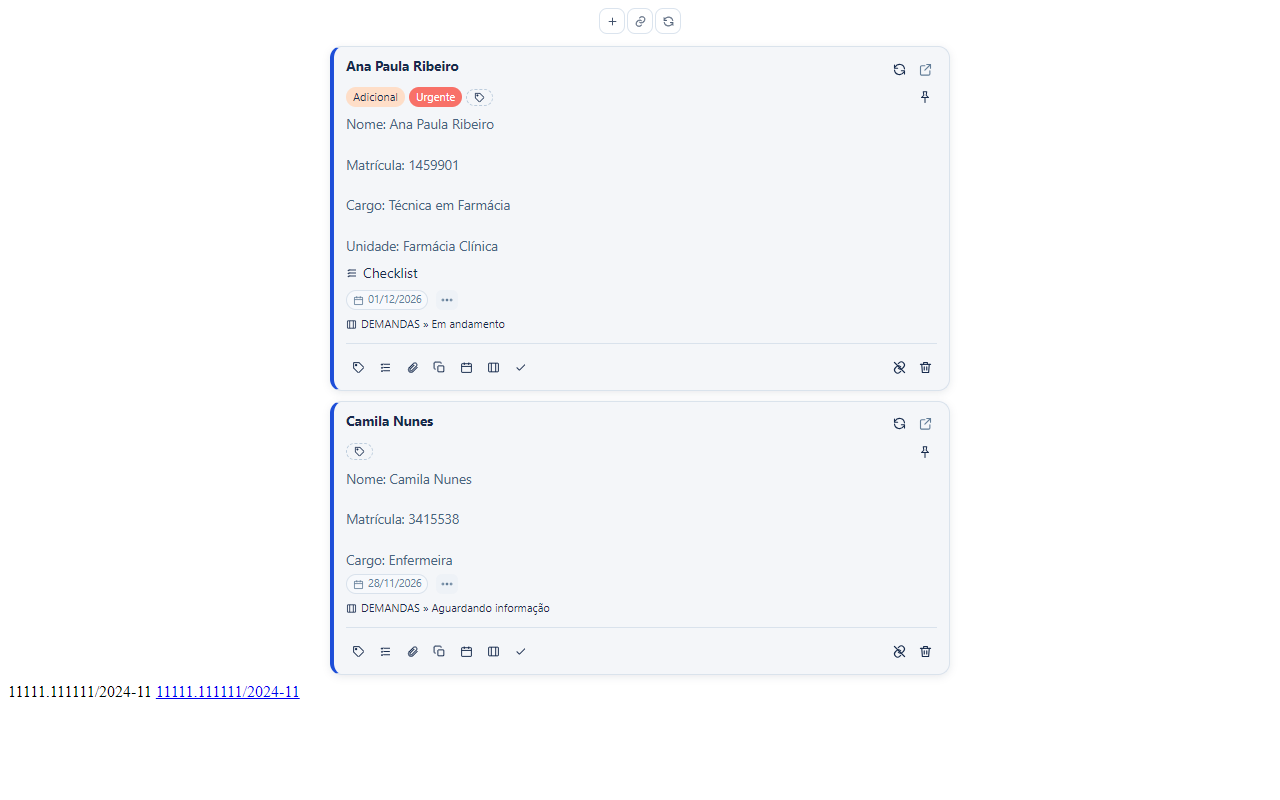 Ana Paula Ribeiro
Adicional Urgente
Nome: Ana Paula Ribeiro
Matrícula: 1459901
Cargo: Técnica em Farmácia
Unidade: Farmácia Clínica
Checklist
01/12/2026
DEMANDAS » Em andamento
Camila Nunes
Nome: Camila Nunes
Matrícula: 3415538
Cargo: Enfermeira
28/11/2026
DEMANDAS » Aguardando informação
11111.111111/2024-11 11111.111111/2024-11